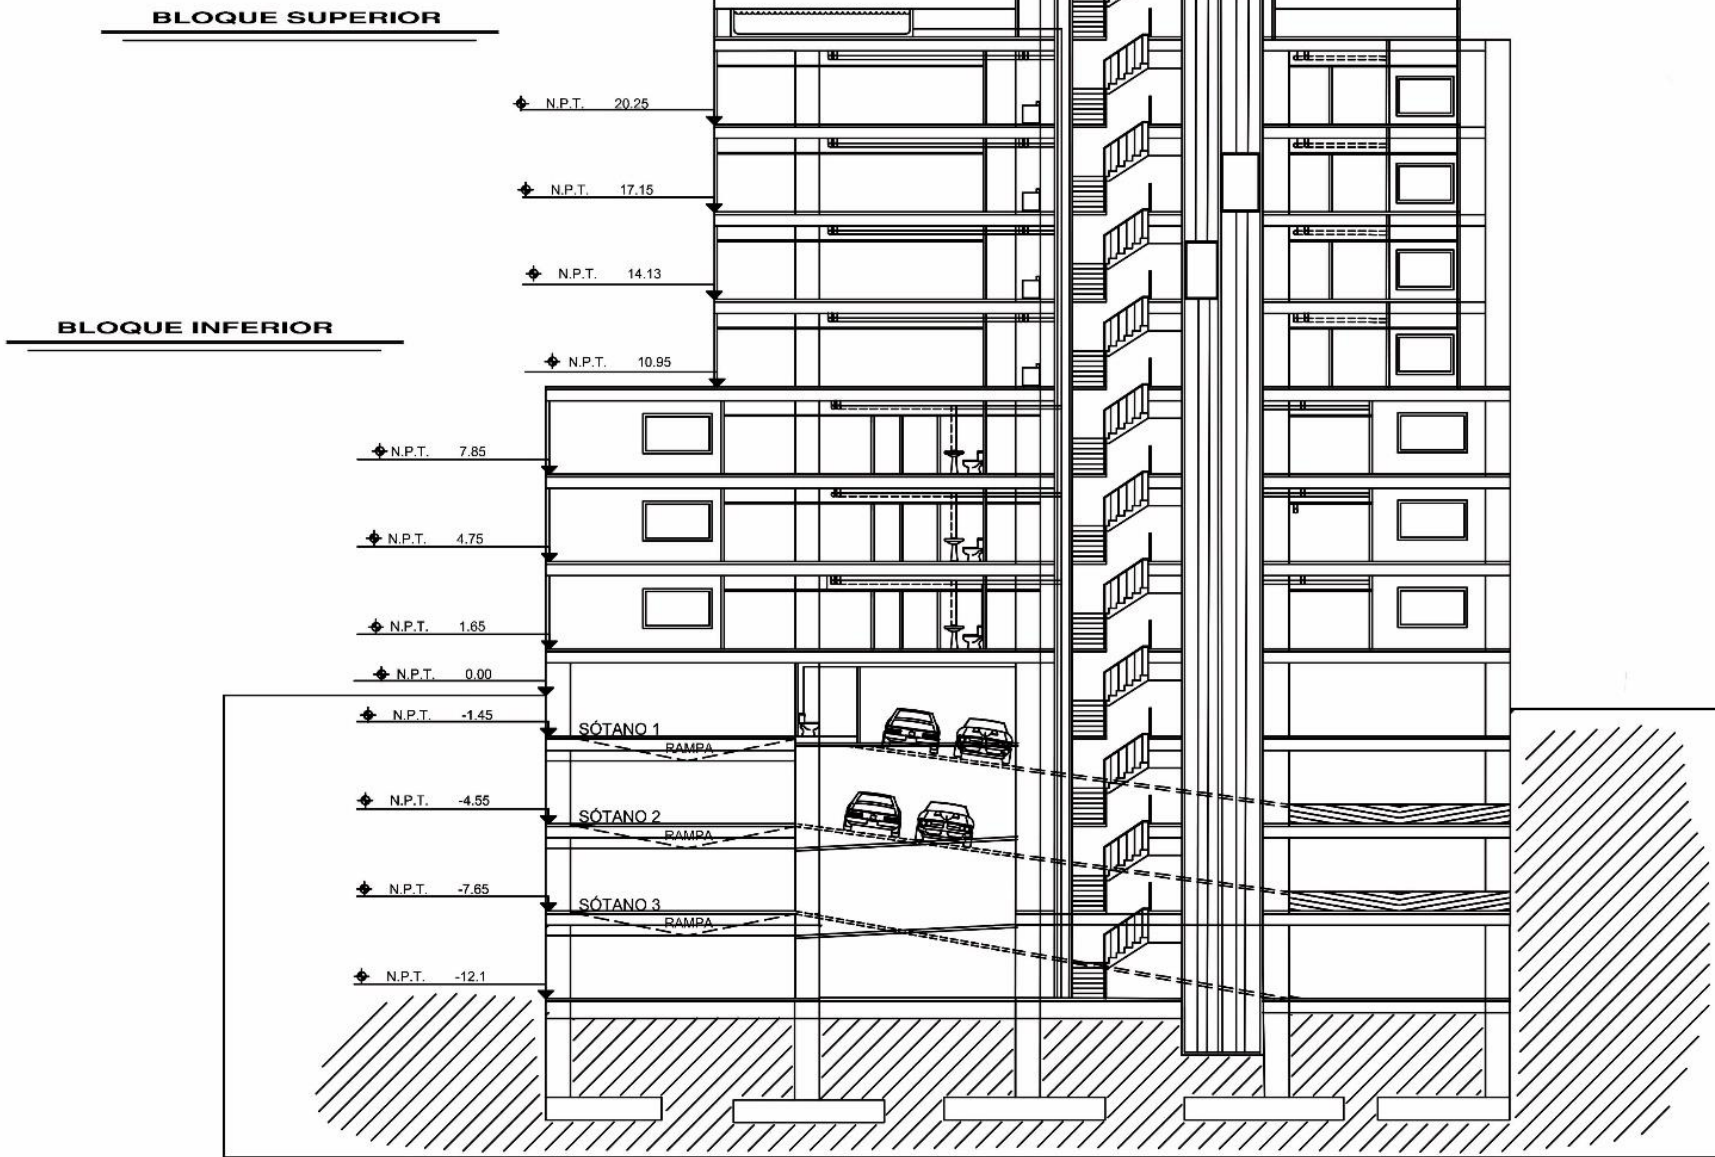 BLOQUE SUPERIOR
N.P.T. 20.25
N.P.T. 17.15
N.P.T. 14.13
BLOQUE INFERIOR
N.P.T. 10.95
N.P.T. 7.85
N.P.T. 4.75
N.P.T. 1.65
N.P.T. 0.00
N.P.T. -1.45
SÓTANO 1
RAMPA
N.P.T. -4.55
SÓTANO 2
RAMPA
N.P.T. -7.65
SÓTANO 3
RAMPA
N.P.T. -12.1